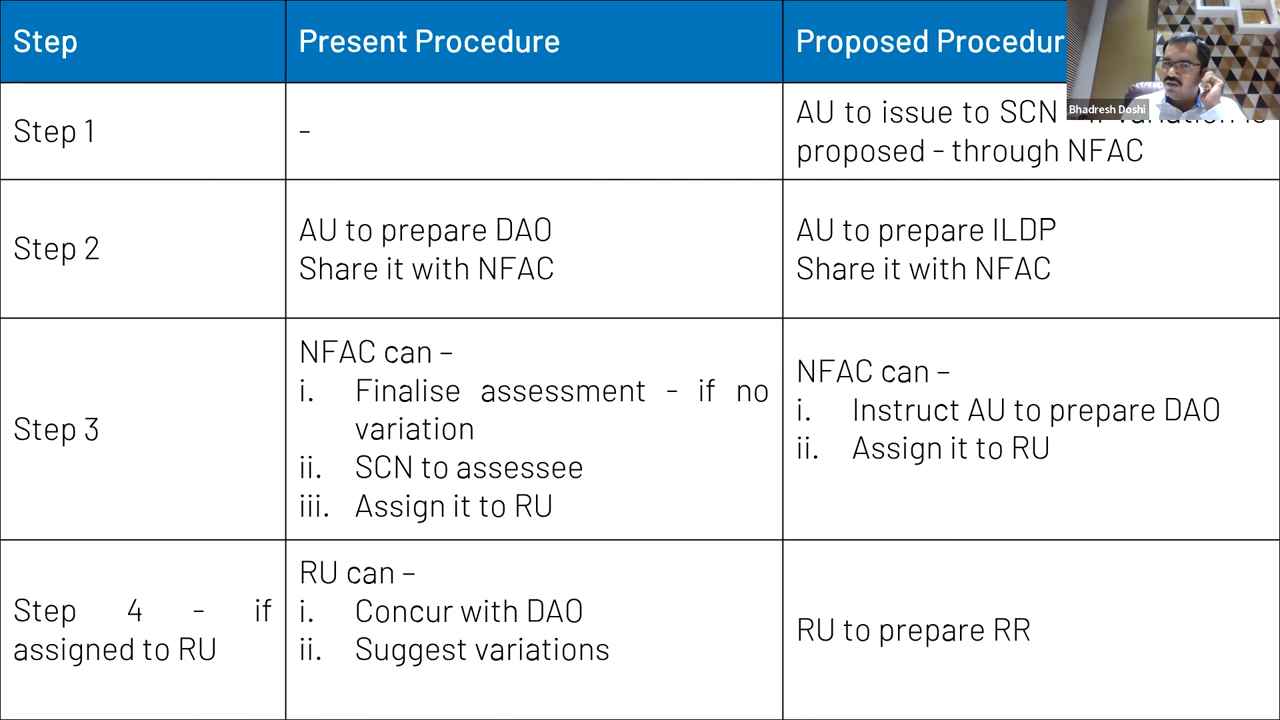 Step
Present Procedure
Proposed Procedur
Bhadresh Doshi
Step 1
-
AU to issue to SCN
proposed - through NFAC
Step 2
AU to prepare DAO
Share it with NFAC
AU to prepare ILDP
Share it with NFAC
Step 3
NFAC can –
i. Finalise assessment - if no
variation
ii. SCN to assessee
iii. Assign it to RU
NFAC can –
i. Instruct AU to prepare DAO
ii. Assign it to RU
Step 4 - if
assigned to RU
RU can –
i. Concur with DAO
ii. Suggest variations
RU to prepare RR